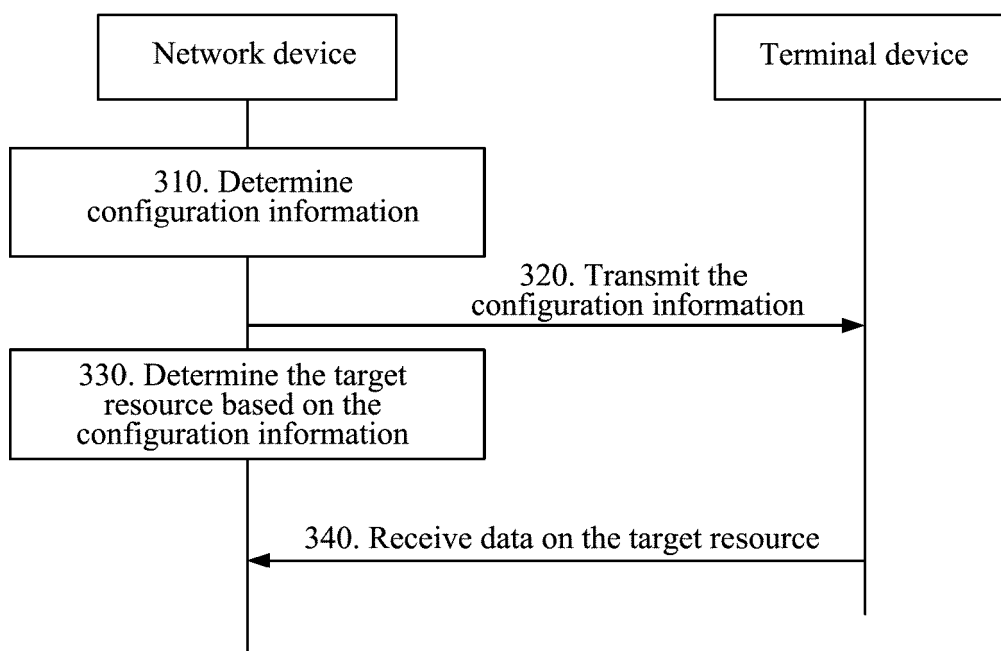 Network device
Terminal device
310. Determine
configuration information
320. Transmit the
configuration information
330. Determine the target
resource based on the
configuration information
340. Receive data on the target resource